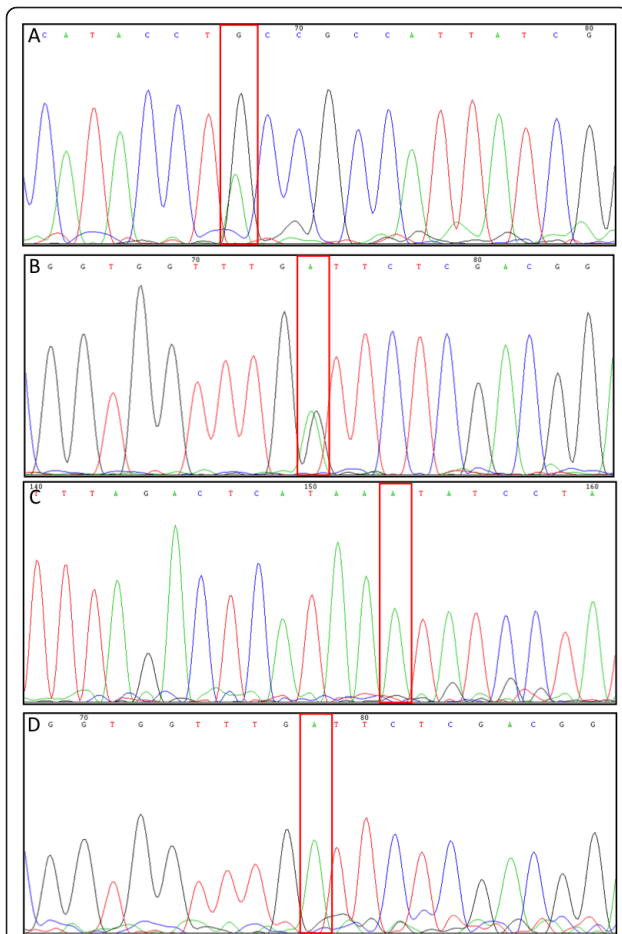 70 80
A C A T A C C T G C C G C C A T T A T C G
70 80
B G G T G G T T T G A T T C T C G A C G G
140 150 160
C T T T A G A C T C A T A A A T A T C C T A
70 80
D G G T G G T T T G A T T C T C G A C G G